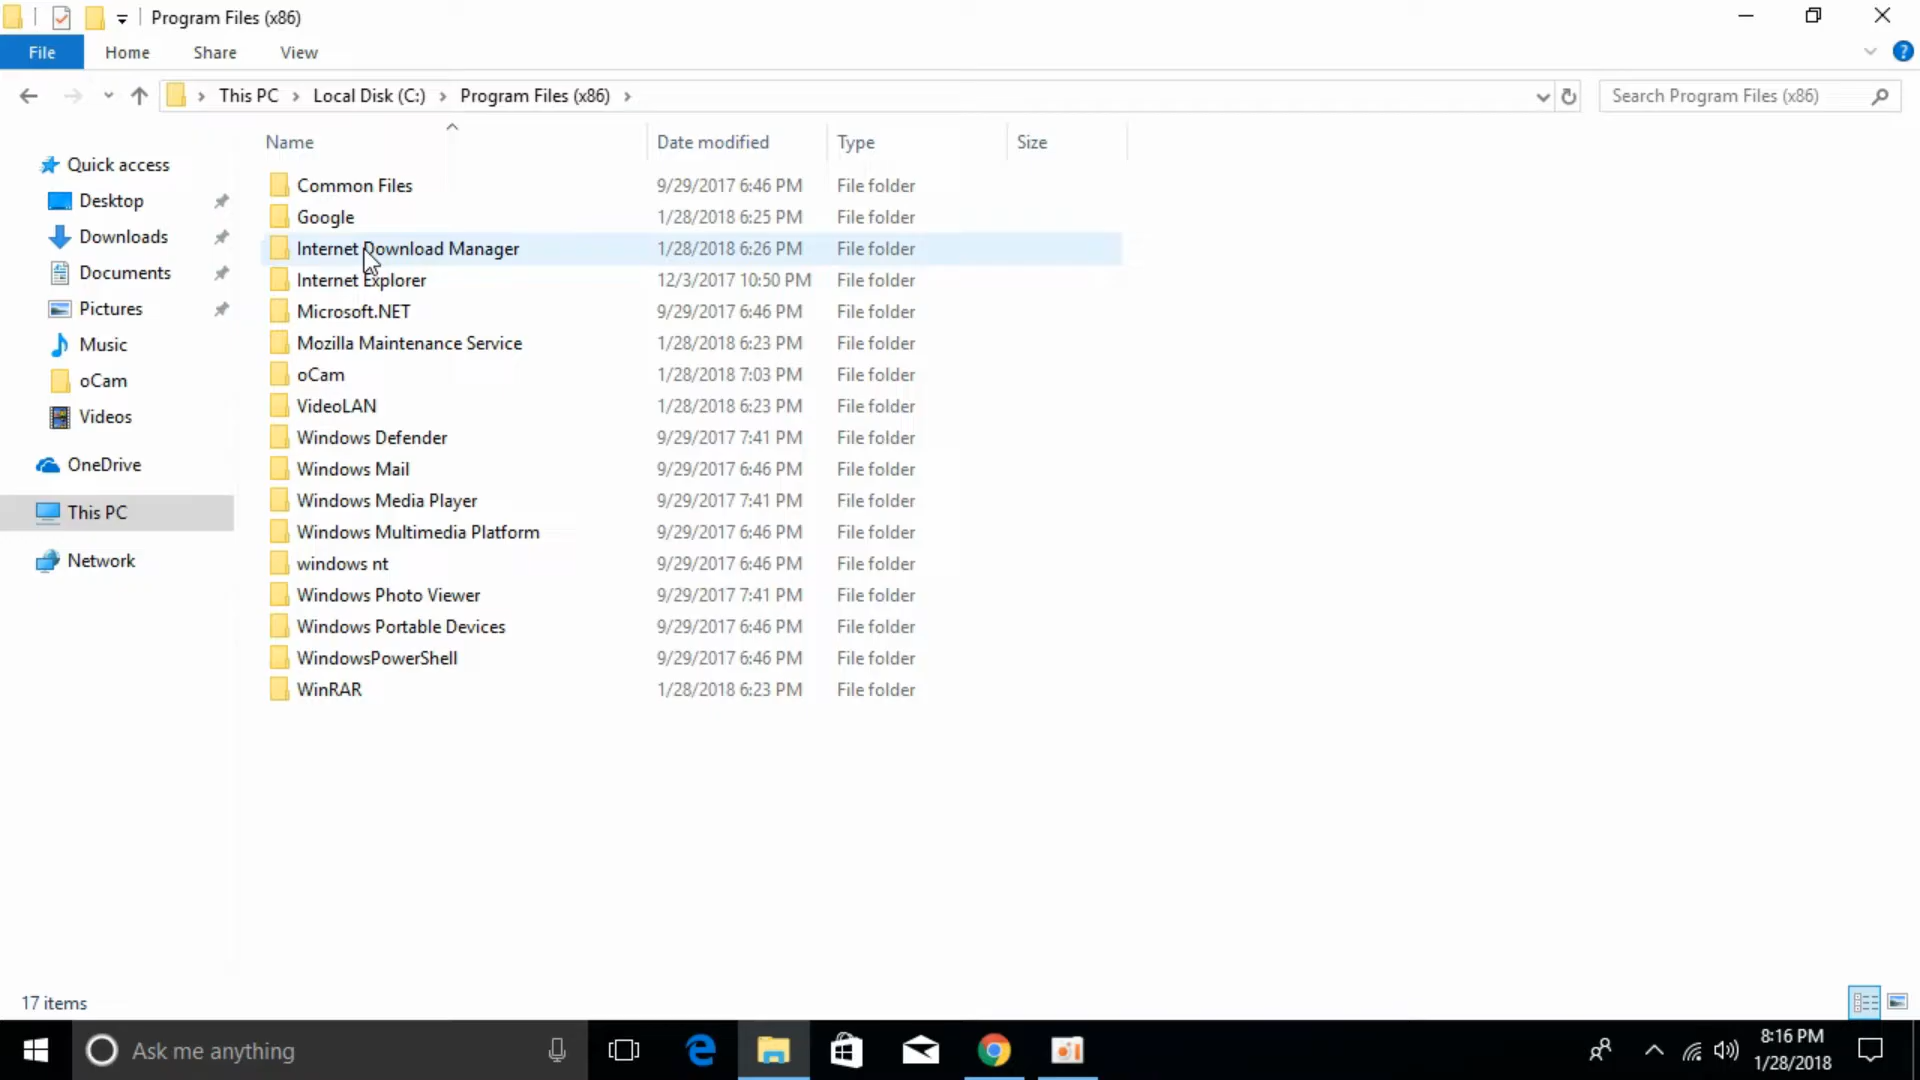 Program Files (x86)
File Home Share View
This PC Local Disk (C:) Program Files (x86)
Search Program Files (x86)
Name Date modified Type Size
Quick access
Desktop
Downloads
Documents
Pictures
Music
oCam
Videos
OneDrive
This PC
Network
Common Files 9/29/2017 6:46 PM File folder
Google 1/28/2018 6:25 PM File folder
Internet Download Manager 1/28/2018 6:26 PM File folder
Internet Explorer 12/3/2017 10:50 PM File folder
Microsoft.NET 9/29/2017 6:46 PM File folder
Mozilla Maintenance Service 1/28/2018 6:23 PM File folder
oCam 1/28/2018 7:03 PM File folder
VideoLAN 1/28/2018 6:23 PM File folder
Windows Defender 9/29/2017 7:41 PM File folder
Windows Mail 9/29/2017 6:46 PM File folder
Windows Media Player 9/29/2017 7:41 PM File folder
Windows Multimedia Platform 9/29/2017 6:46 PM File folder
windows nt 9/29/2017 6:46 PM File folder
Windows Photo Viewer 9/29/2017 7:41 PM File folder
Windows Portable Devices 9/29/2017 6:46 PM File folder
WindowsPowerShell 9/29/2017 6:46 PM File folder
WinRAR 1/28/2018 6:23 PM File folder
17 items
Ask me anything
8:16 PM
1/28/2018